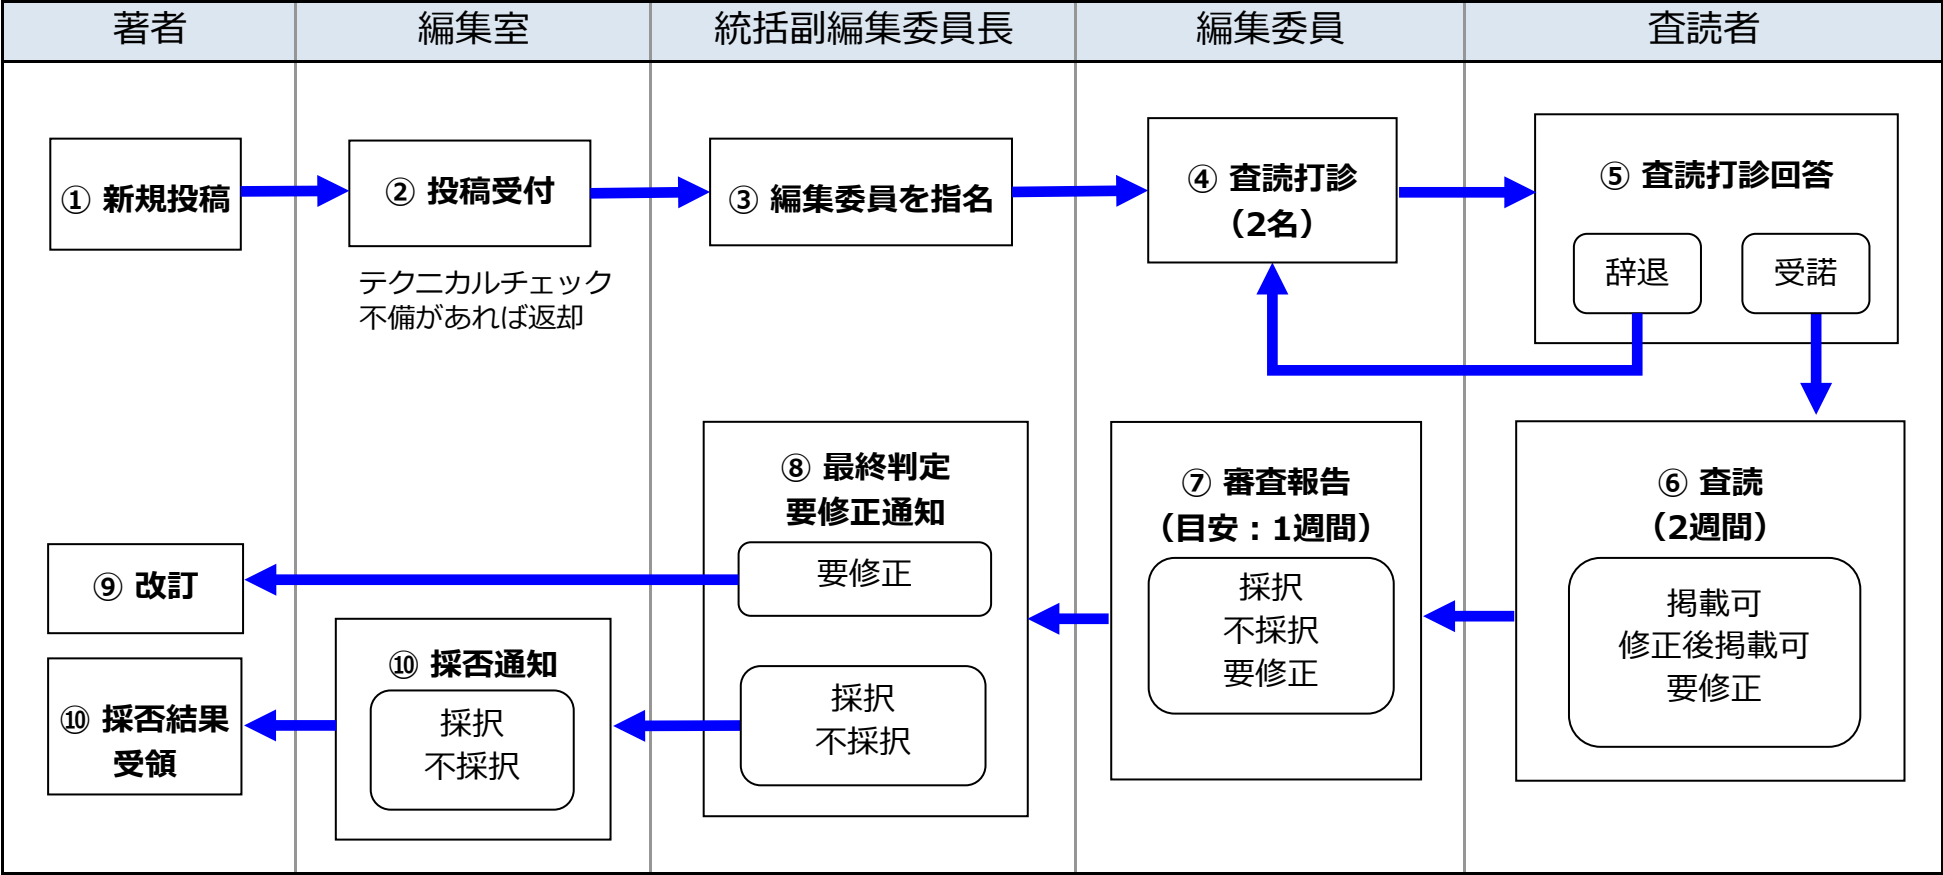 著者
編集室
統括副編集委員長
編集委員
査読者
① 新規投稿
② 投稿受付
テクニカルチェック
不備があれば返却
③ 編集委員を指名
④ 査読打診
（2名）
⑤ 査読打診回答
辞退
受諾
⑥ 査読
（2週間）
掲載可
修正後掲載可
要修正
⑦ 審査報告
（目安：1週間）
採択
不採択
要修正
⑧ 最終判定
要修正通知
要修正
採択
不採択
⑨ 改訂
⑩ 採否通知
採択
不採択
⑩ 採否結果
受領